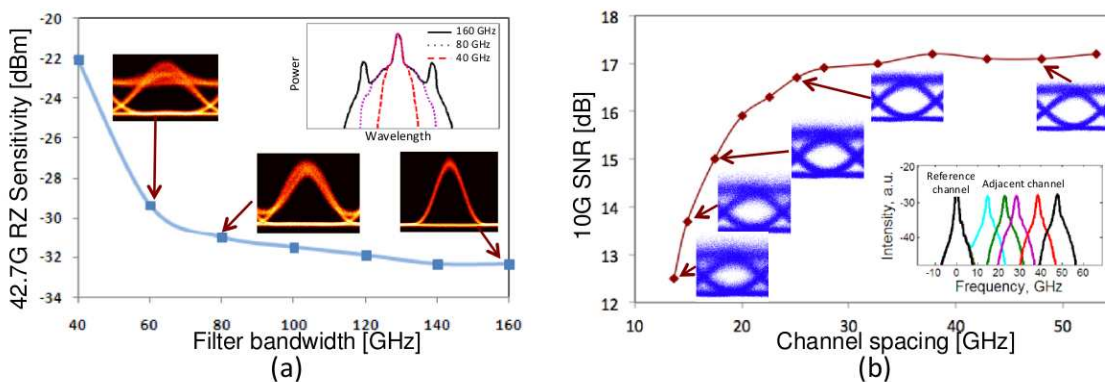 42.7G RZ Sensitivity [dBm]
-20
-22
-24
-26
-28
-30
-32
-34
40
60
80
100
120
140
160
Filter bandwidth [GHz]
(a)
Power
Wavelength
160 GHz
80 GHz
40 GHz
10G SNR [dB]
18
17
16
15
14
13
12
10
20
30
40
50
Channel spacing [GHz]
(b)
Intensity, a.u.
-20
-30
-40
Reference
channel
Adjacent channel
-10
0
10
20
30
40
50
60
Frequency, GHz